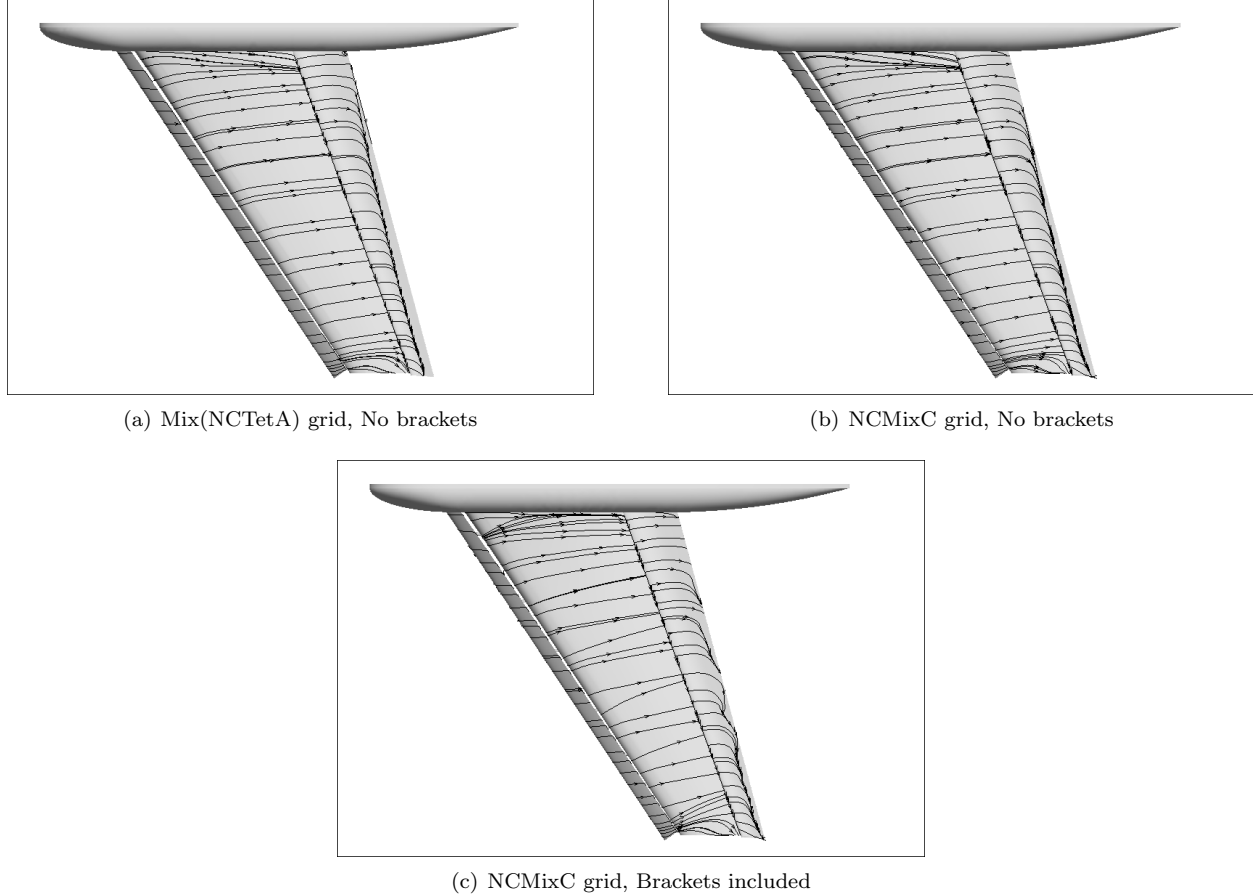 (a) Mix(NCTetA) grid, No brackets
(b) NCMixC grid, No brackets
(c) NCMixC grid, Brackets included